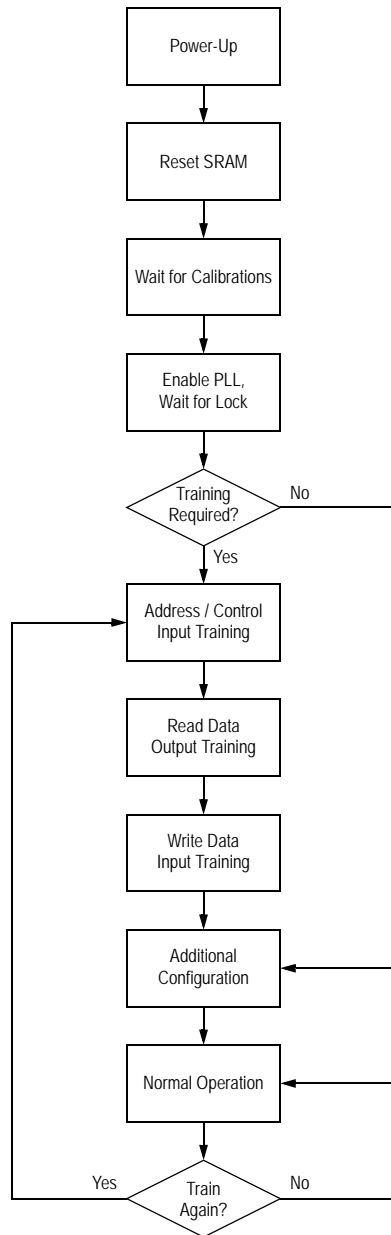 Power-Up
Reset SRAM
Wait for Calibrations
Enable PLL,
Wait for Lock
Training
Required?
No
Yes
Address / Control
Input Training
Read Data
Output Training
Write Data
Input Training
Additional
Configuration
Normal Operation
Yes
Train
Again?
No